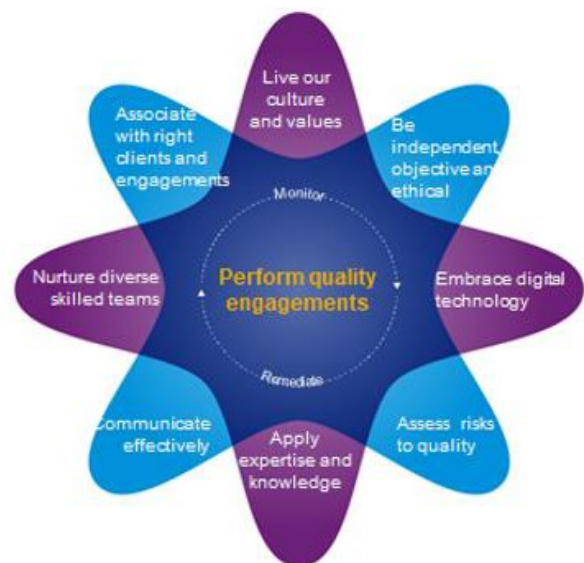 Live our
culture
and values
Be
independent,
objective an
ethical
Embrace digital
technology
Assess risks
to quality
Apply
expertise and
knowledge
ommunicate
effectively
Nurture diverse
skilled teams
Associate
with right
clients and
engagements
Monitor
Perform quality
engagements
Remediate